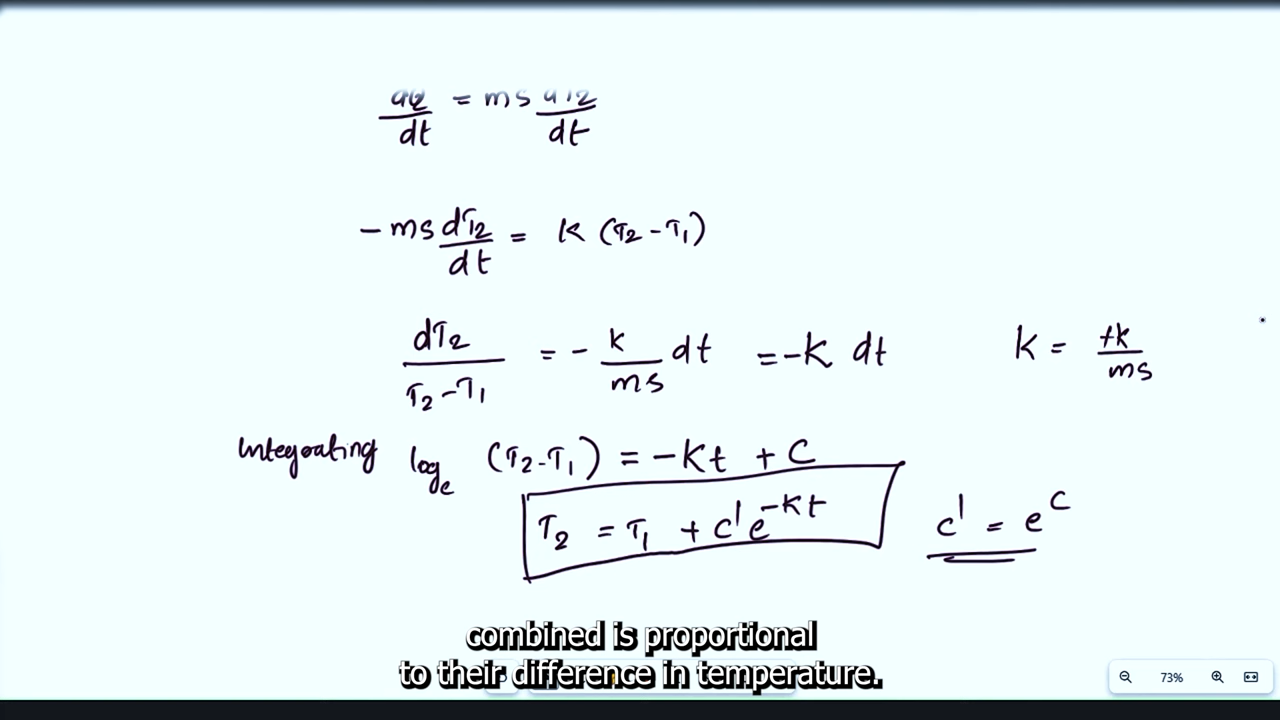 dQ/dt = ms dT2/dt
- ms dT2/dt = k (T2 - T1)
dT2/(T2 - T1) = - k/ms dt = -K dt K = +k/ms
Integrating loge (T2 - T1) = -Kt + C
T2 = T1 + C'e^-Kt C' = e^C
combined is proportional
to their difference in temperature.
73%